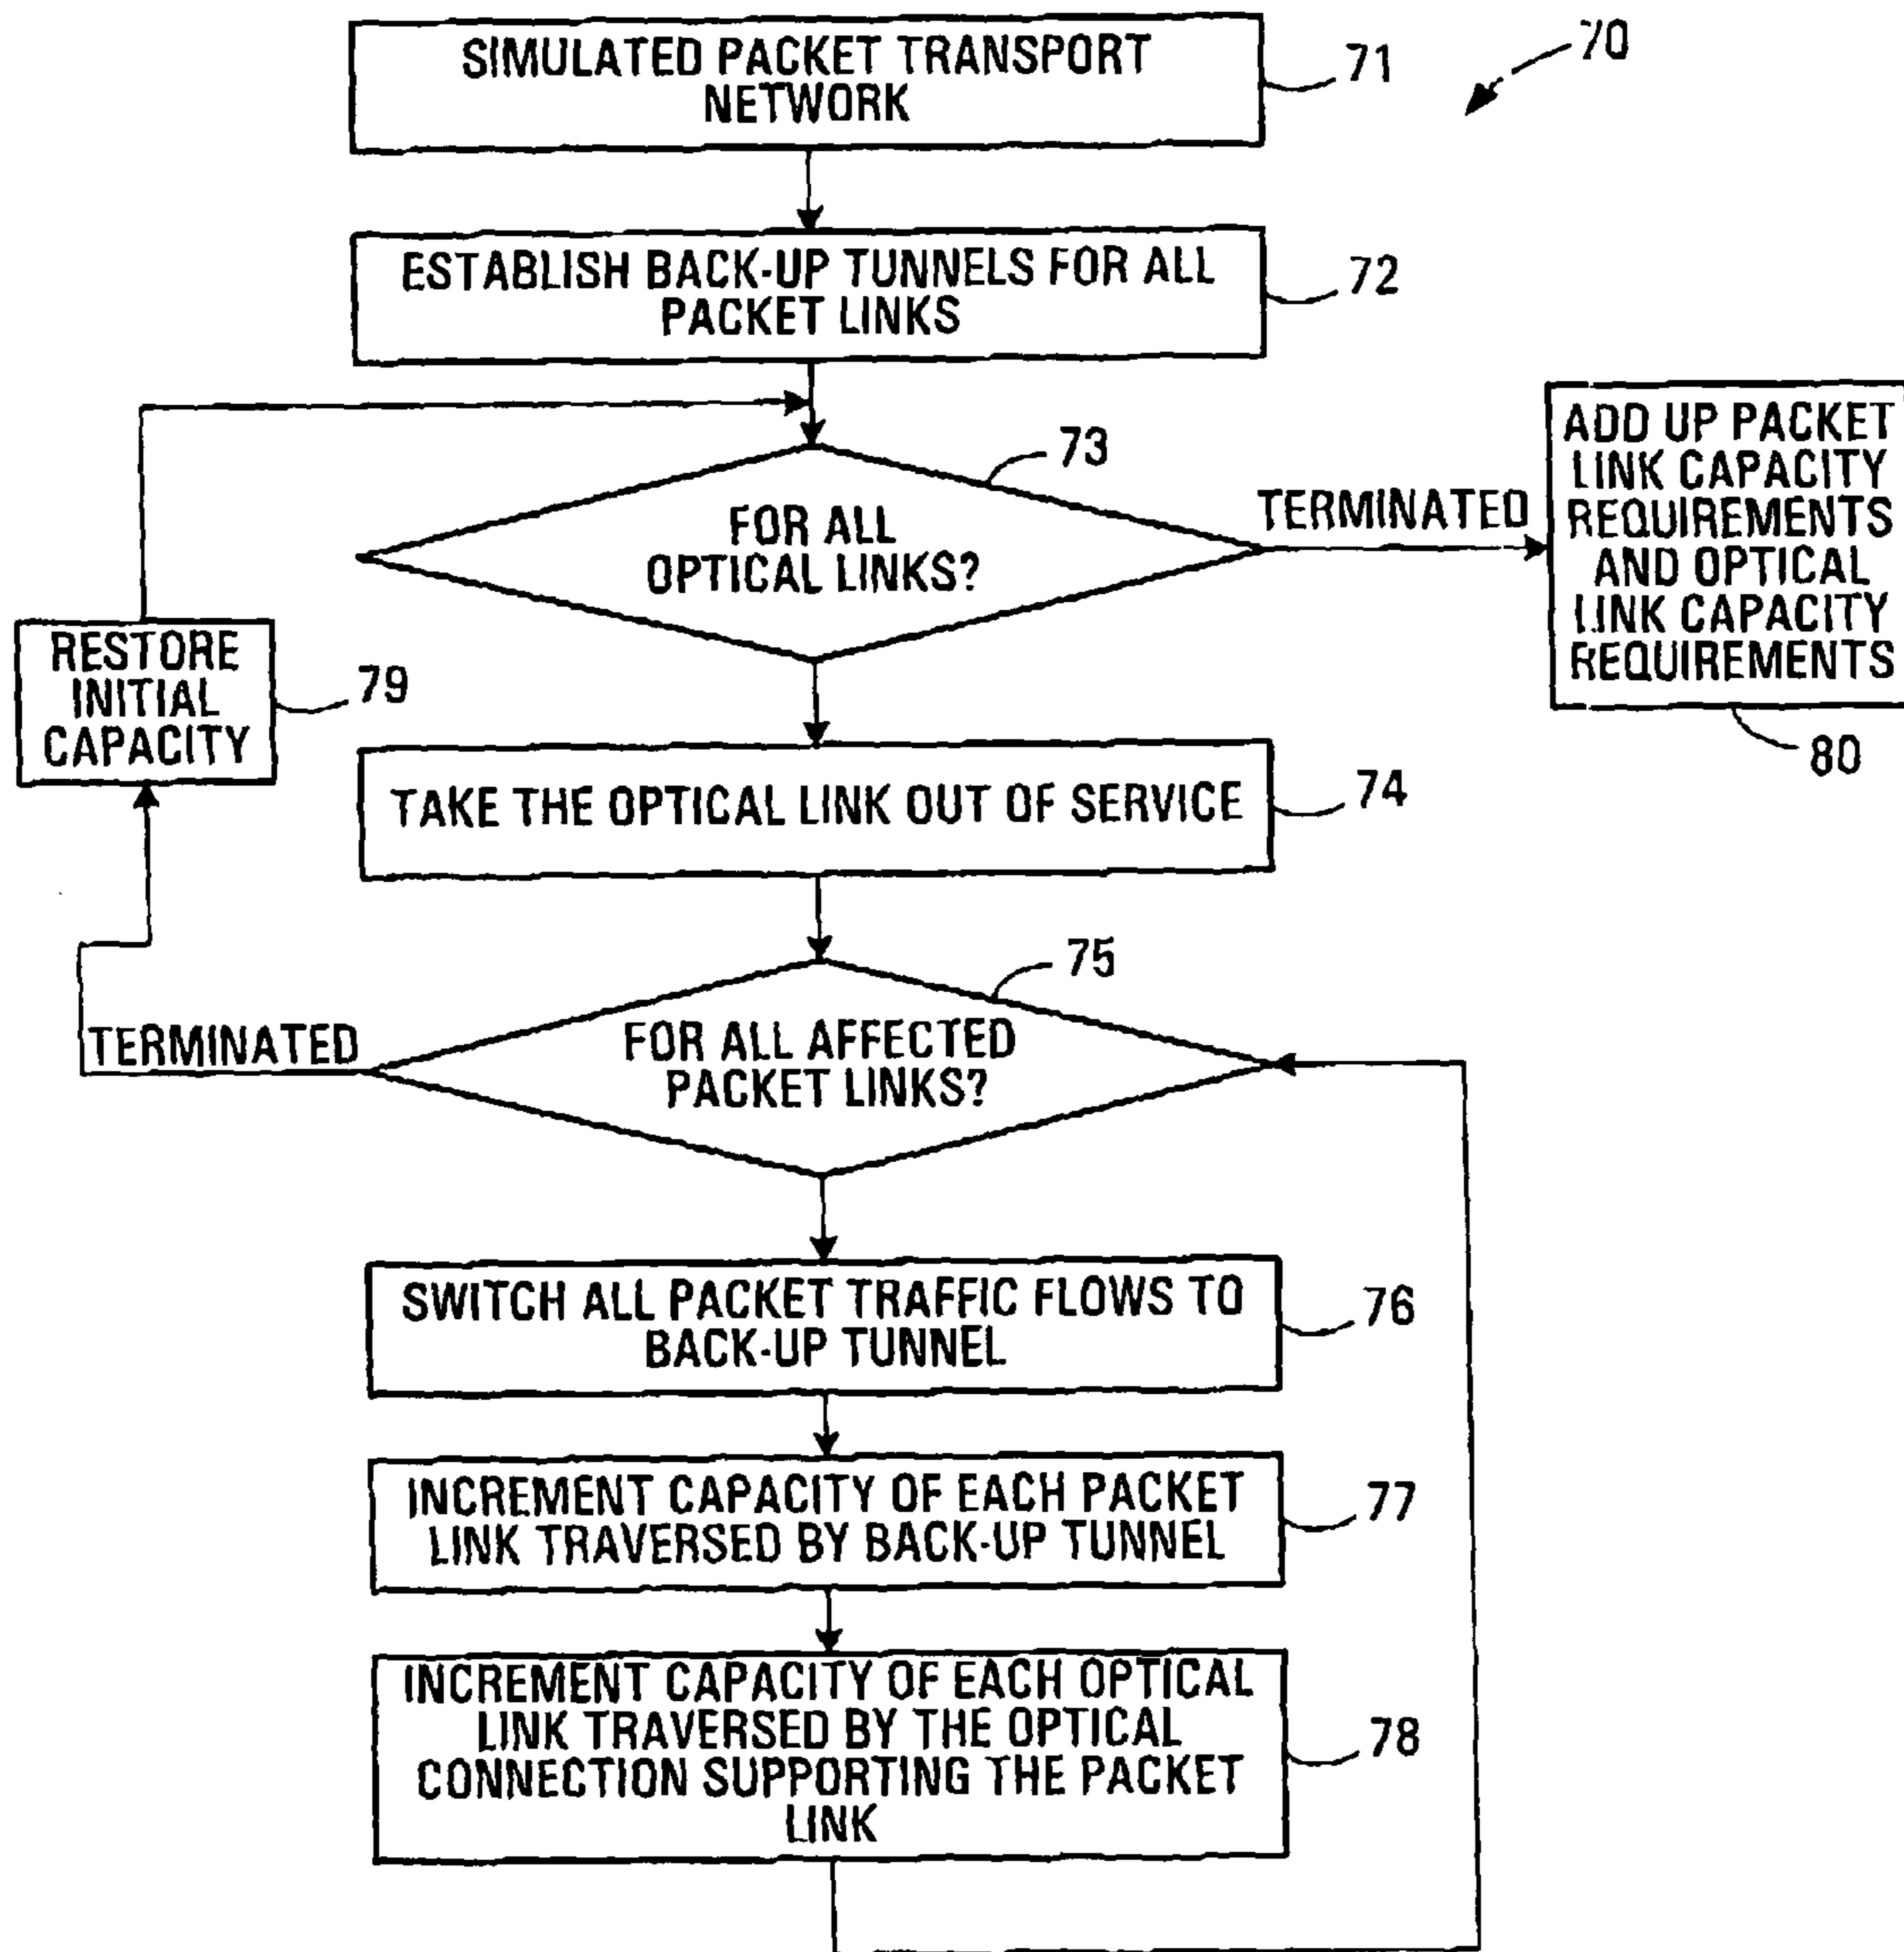 SIMULATED PACKET TRANSPORT
NETWORK
71
70
ESTABLISH BACK-UP TUNNELS FOR ALL
PACKET LINKS
72
73
FOR ALL
OPTICAL LINKS?
TERMINATED
ADD UP PACKET
LINK CAPACITY
REQUIREMENTS
AND OPTICAL
LINK CAPACITY
REQUIREMENTS
80
RESTORE
INITIAL
CAPACITY
79
TAKE THE OPTICAL LINK OUT OF SERVICE
74
75
FOR ALL AFFECTED
PACKET LINKS?
TERMINATED
SWITCH ALL PACKET TRAFFIC FLOWS TO
BACK-UP TUNNEL
76
INCREMENT CAPACITY OF EACH PACKET
LINK TRAVERSED BY BACK-UP TUNNEL
77
INCREMENT CAPACITY OF EACH OPTICAL
LINK TRAVERSED BY THE OPTICAL
CONNECTION SUPPORTING THE PACKET
LINK
78